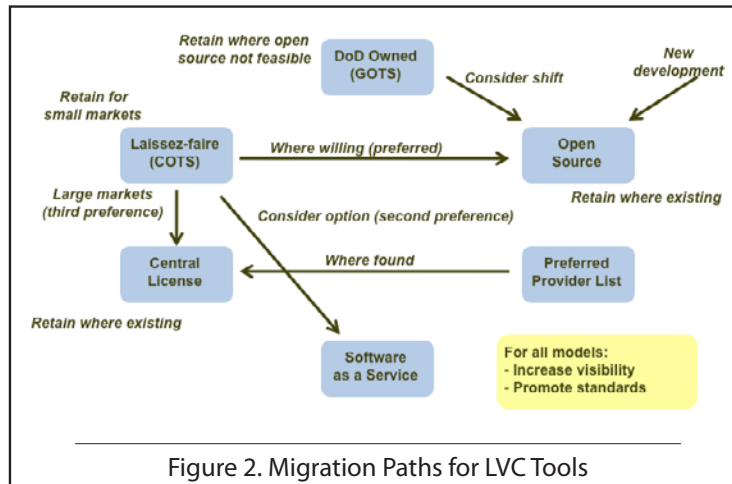 Retain where open
source not feasible
DoD Owned
(GOTS)
Consider shift
New
development
Retain for
small markets
Laissez-faire
(COTS)
Where willing (preferred)
Open
Source
Large markets
(third preference)
Consider option (second preference)
Retain where existing
Central
License
Where found
Preferred
Provider List
Retain where existing
Software
as a Service
For all models:
- Increase visibility
- Promote standards
Figure 2. Migration Paths for LVC Tools